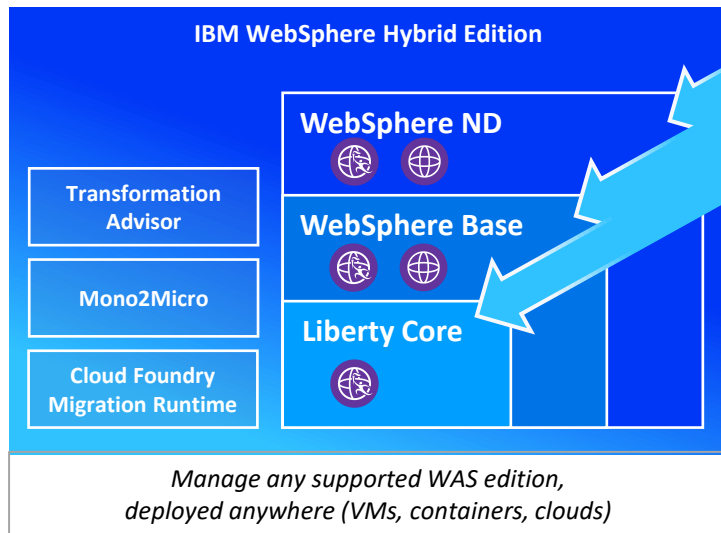 IBM WebSphere Hybrid Edition
WebSphere ND
Transformation
Advisor
WebSphere Base
Mono2Micro
Liberty Core
Cloud Foundry
Migration Runtime
Manage any supported WAS edition,
deployed anywhere (VMs, containers, clouds)